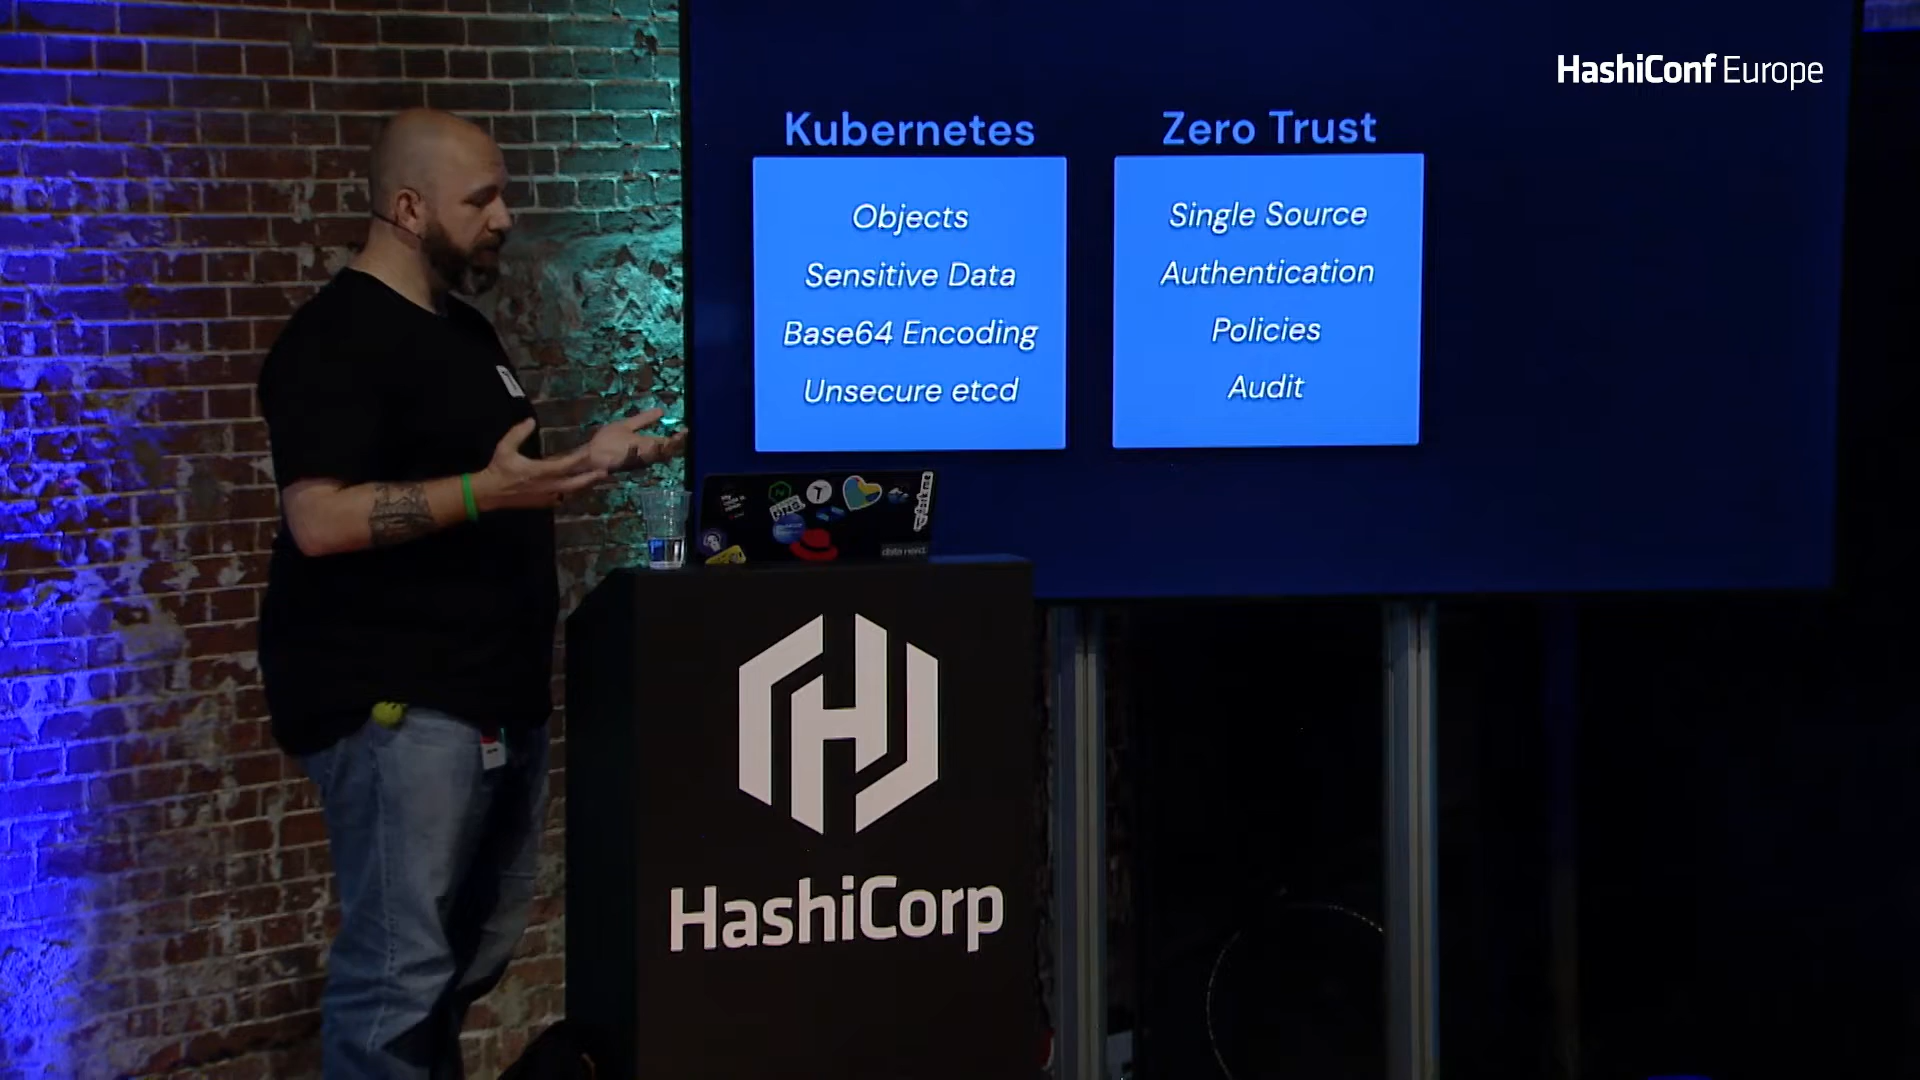 HashiConf Europe
Kubernetes
Objects
Sensitive Data
Base64 Encoding
Unsecure etcd
Zero Trust
Single Source
Authentication
Policies
Audit
HashiCorp